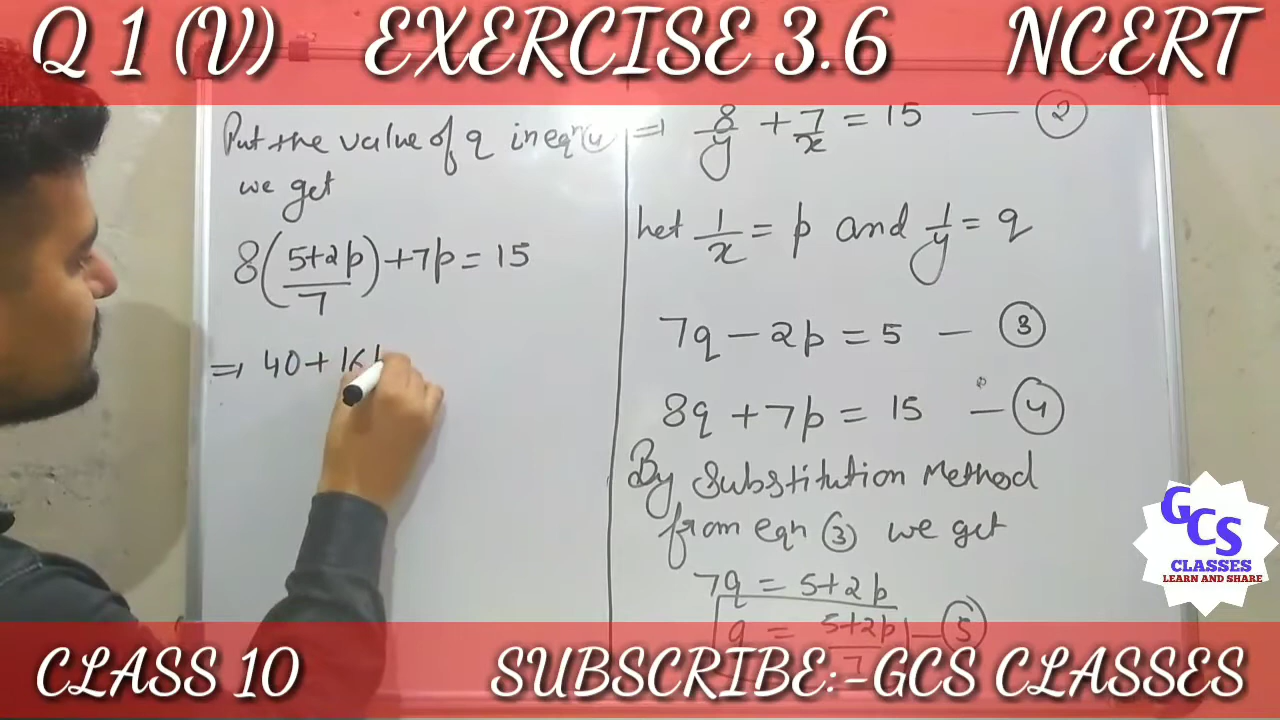 Q 1 (V) EXERCISE 3.6 NCERT
Put the value of q in eqn (4)
we get
8(5+2p/7)+7p=15
⇒ 40+16p
⇒ 8/y + 7/x = 15 — (2)
Let 1/x = p and 1/y = q
7q - 2p = 5 — (3)
8q + 7p = 15 — (4)
By Substitution Method
from eqn (3) we get
7q = 5+2p
q = 5+2p/7 — (5)
GCS
CLASSES
LEARN AND SHARE
CLASS 10 SUBSCRIBE:-GCS CLASSES